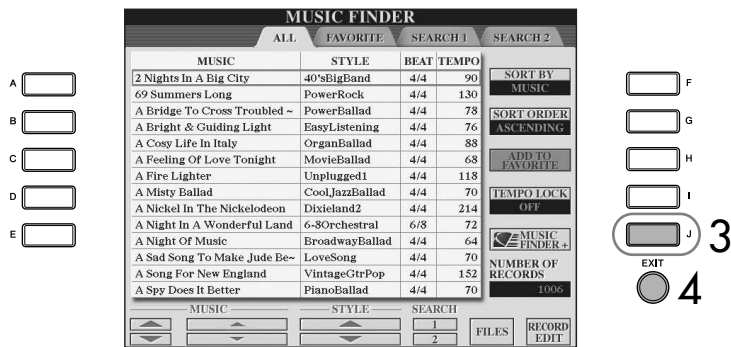 MUSIC FINDER
ALL FAVORITE SEARCH 1 SEARCH 2
MUSIC STYLE BEAT TEMPO
2 Nights In A Big City 40'sBigBand 4/4 90
69 Summers Long PowerRock 4/4 130
A Bridge To Cross Troubled ~ PowerBallad 4/4 78
A Bright & Guiding Light EasyListening 4/4 76
A Cosy Life In Italy OrganBallad 4/4 88
A Feeling Of Love Tonight MovieBallad 4/4 68
A Fire Lighter Unplugged1 4/4 118
A Misty Ballad CoolJazzBallad 4/4 70
A Nickel In The Nickelodeon Dixieland2 4/4 214
A Night In A Wonderful Land 6-8Orchestral 6/8 72
A Night Of Music BroadwayBallad 4/4 64
A Sad Song To Make Jude Be~ LoveSong 4/4 70
A Song For New England VintageGtrPop 4/4 152
A Spy Does It Better PianoBallad 4/4 70
SORT BY
MUSIC
SORT ORDER
ASCENDING
ADD TO
FAVORITE
TEMPO LOCK
OFF
MUSIC
FINDER +
NUMBER OF
RECORDS
1006
MUSIC STYLE SEARCH
1
2
FILES
RECORD
EDIT
A
B
C
D
E
F
G
H
I
J 3
EXIT
4